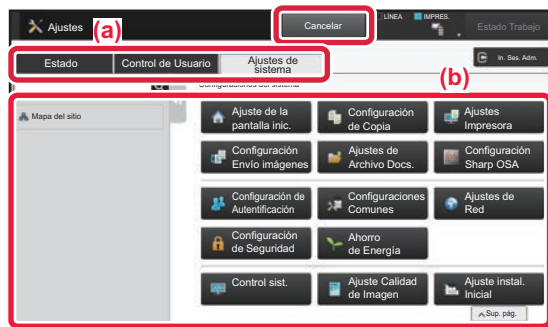 Ajustes
(a)
Cancelar
LÍNEA
IMPRES.
Estado Trabajo
Estado
Control de Usuario
Ajustes de
sistema
In. Ses. Adm.
(b)
Mapa del sitio
Ajuste de la
pantalla inic.
Configuración
de Copia
Ajustes
Impresora
Configuración
Envío imágenes
Ajustes de
Archivo Docs.
Configuración
Sharp OSA
Configuración de
Autentificación
Configuraciones
Comunes
Ajustes de
Red
Configuración
de Seguridad
Ahorro
de Energía
Control sist.
Ajuste Calidad
de Imagen
Ajuste instal.
Inicial
Sup. pág.